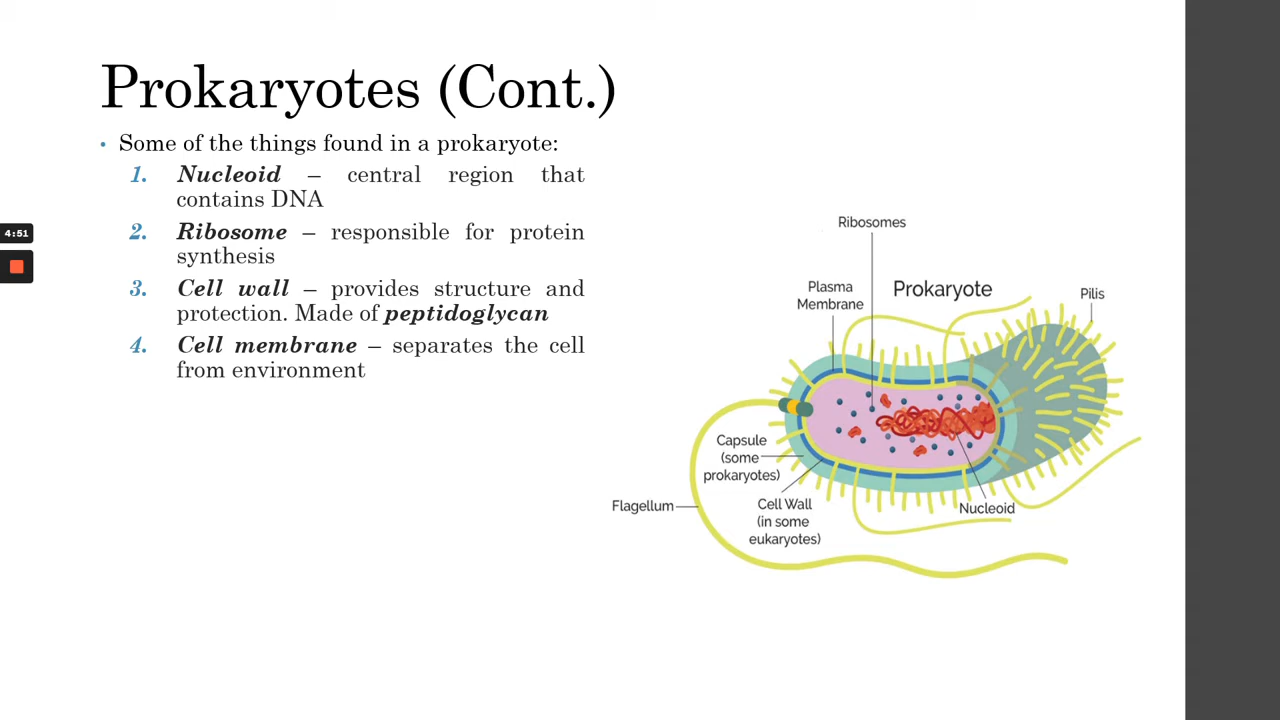 Prokaryotes (Cont.)
• Some of the things found in a prokaryote:
1. Nucleoid – central region that
contains DNA
2. Ribosome – responsible for protein
synthesis
3. Cell wall – provides structure and
protection. Made of peptidoglycan
4. Cell membrane – separates the cell
from environment
4:51
Ribosomes
Plasma
Membrane
Prokaryote
Pilis
Capsule
(some
prokaryotes)
Flagellum
Cell Wall
(in some
eukaryotes)
Nucleoid